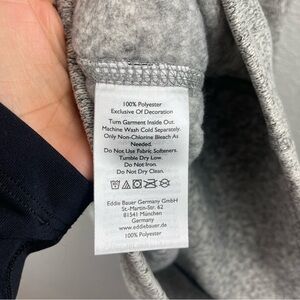 100% Polyester
Exclusive Of Decoration
Turn Garment Inside Out.
Machine Wash Cold Separately.
Only Non-Chlorine Bleach As
Needed.
Do Not Use Fabric Softeners.
Tumble Dry Low.
Do Not Iron.
Do Not Dry Clean.
Eddie Bauer Germany GmbH
St.-Martin-Str. 62
81541 München
Germany
www.eddiebauer.de
100% Polyester